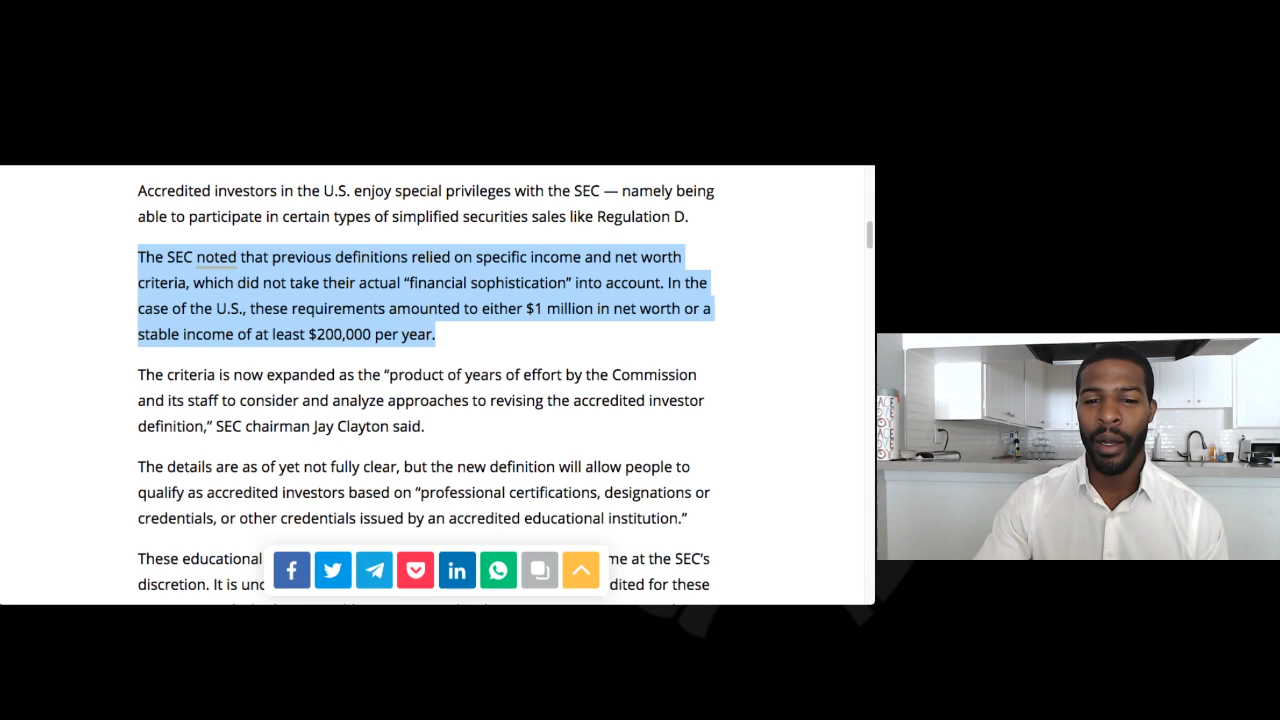 Accredited investors in the U.S. enjoy special privileges with the SEC — namely being
able to participate in certain types of simplified securities sales like Regulation D.
The SEC noted that previous definitions relied on specific income and net worth
criteria, which did not take their actual “financial sophistication” into account. In the
case of the U.S., these requirements amounted to either $1 million in net worth or a
stable income of at least $200,000 per year.
The criteria is now expanded as the “product of years of effort by the Commission
and its staff to consider and analyze approaches to revising the accredited investor
definition,” SEC chairman Jay Clayton said.
The details are as of yet not fully clear, but the new definition will allow people to
qualify as accredited investors based on “professional certifications, designations or
credentials, or other credentials issued by an accredited educational institution.”
These educational me at the SEC’s
discretion. It is dited for these